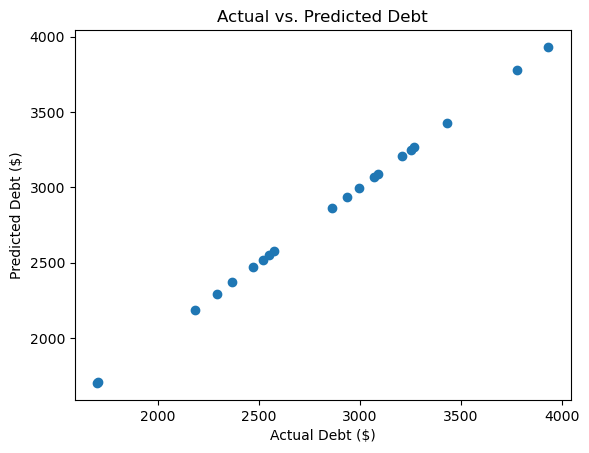 Actual vs. Predicted Debt
4000
3500
3000
2500
2000
Predicted Debt ($)
2000 2500 3000 3500 4000
Actual Debt ($)